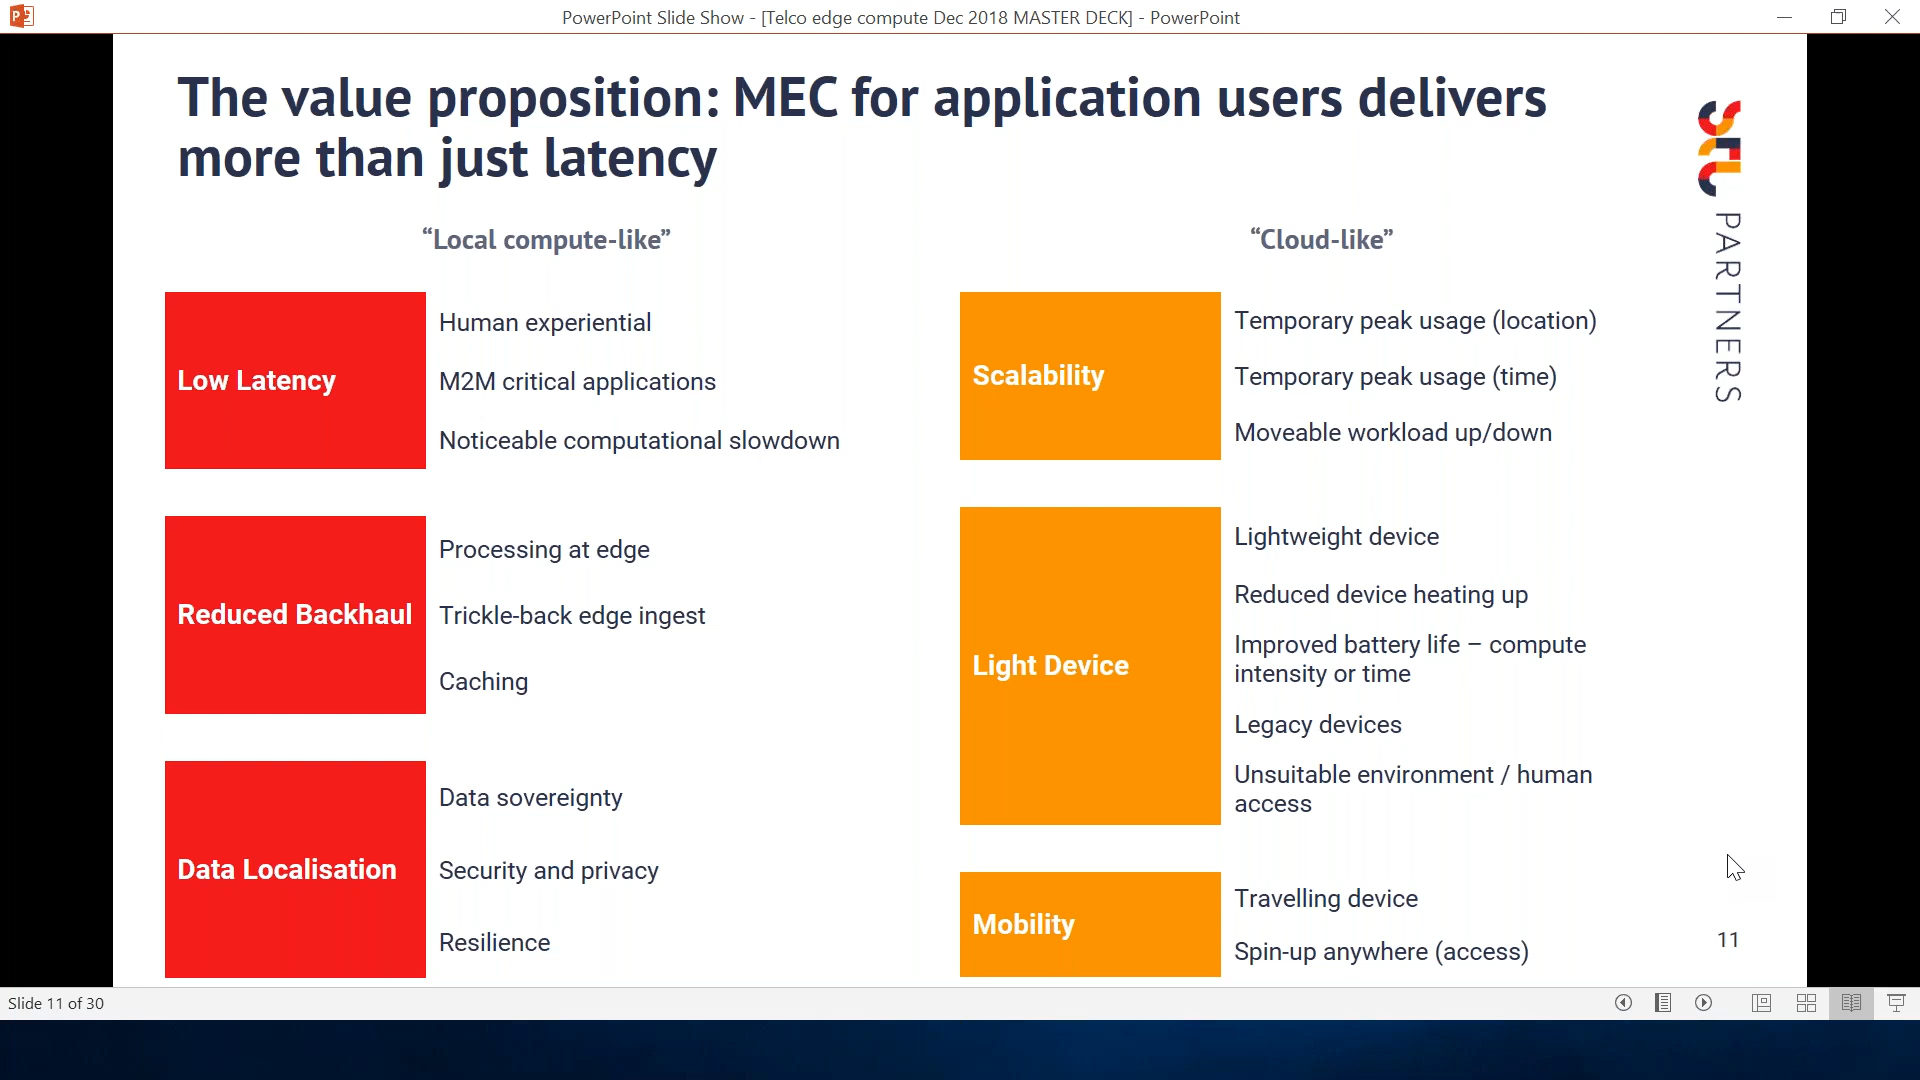 PowerPoint Slide Show - [Telco edge compute Dec 2018 MASTER DECK] - PowerPoint
The value proposition: MEC for application users delivers
more than just latency
STL PARTNERS
“Local compute-like”
Low Latency
Human experiential
M2M critical applications
Noticeable computational slowdown
Reduced Backhaul
Processing at edge
Trickle-back edge ingest
Caching
Data Localisation
Data sovereignty
Security and privacy
Resilience
“Cloud-like”
Scalability
Temporary peak usage (location)
Temporary peak usage (time)
Moveable workload up/down
Light Device
Lightweight device
Reduced device heating up
Improved battery life – compute
intensity or time
Legacy devices
Unsuitable environment / human
access
Mobility
Travelling device
Spin-up anywhere (access)
11
Slide 11 of 30